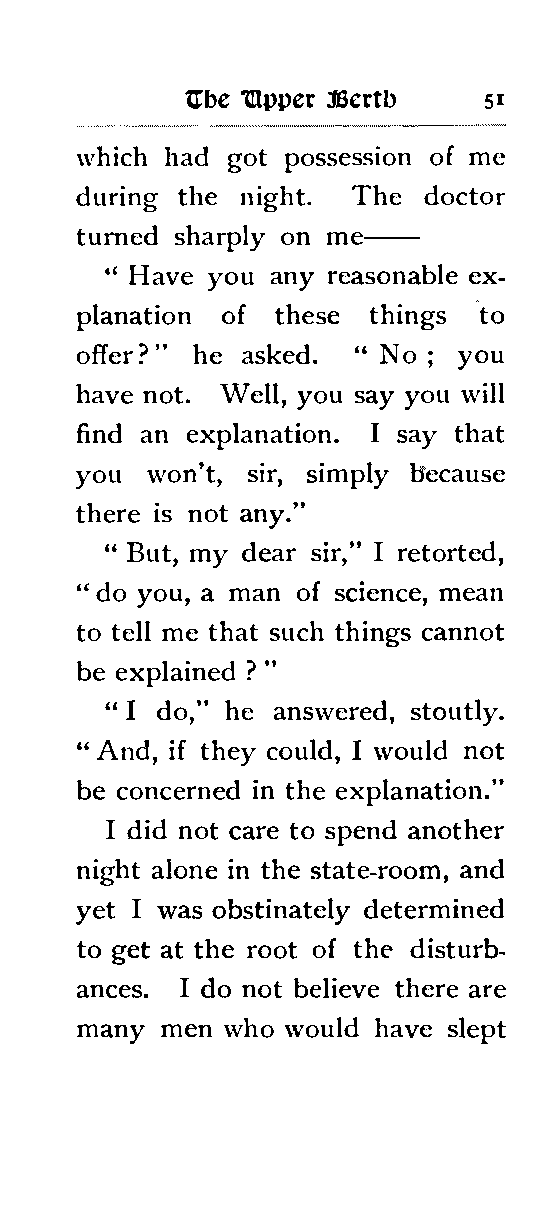 The Upper Berth 51
which had got possession of me
during the night. The doctor
turned sharply on me——
“ Have you any reasonable ex-
planation of these things to
offer?” he asked. “ No ; you
have not. Well, you say you will
find an explanation. I say that
you won’t, sir, simply because
there is not any.”
“ But, my dear sir,” I retorted,
“ do you, a man of science, mean
to tell me that such things cannot
be explained ? ”
“ I do,” he answered, stoutly.
“ And, if they could, I would not
be concerned in the explanation.”
I did not care to spend another
night alone in the state-room, and
yet I was obstinately determined
to get at the root of the disturb-
ances. I do not believe there are
many men who would have slept